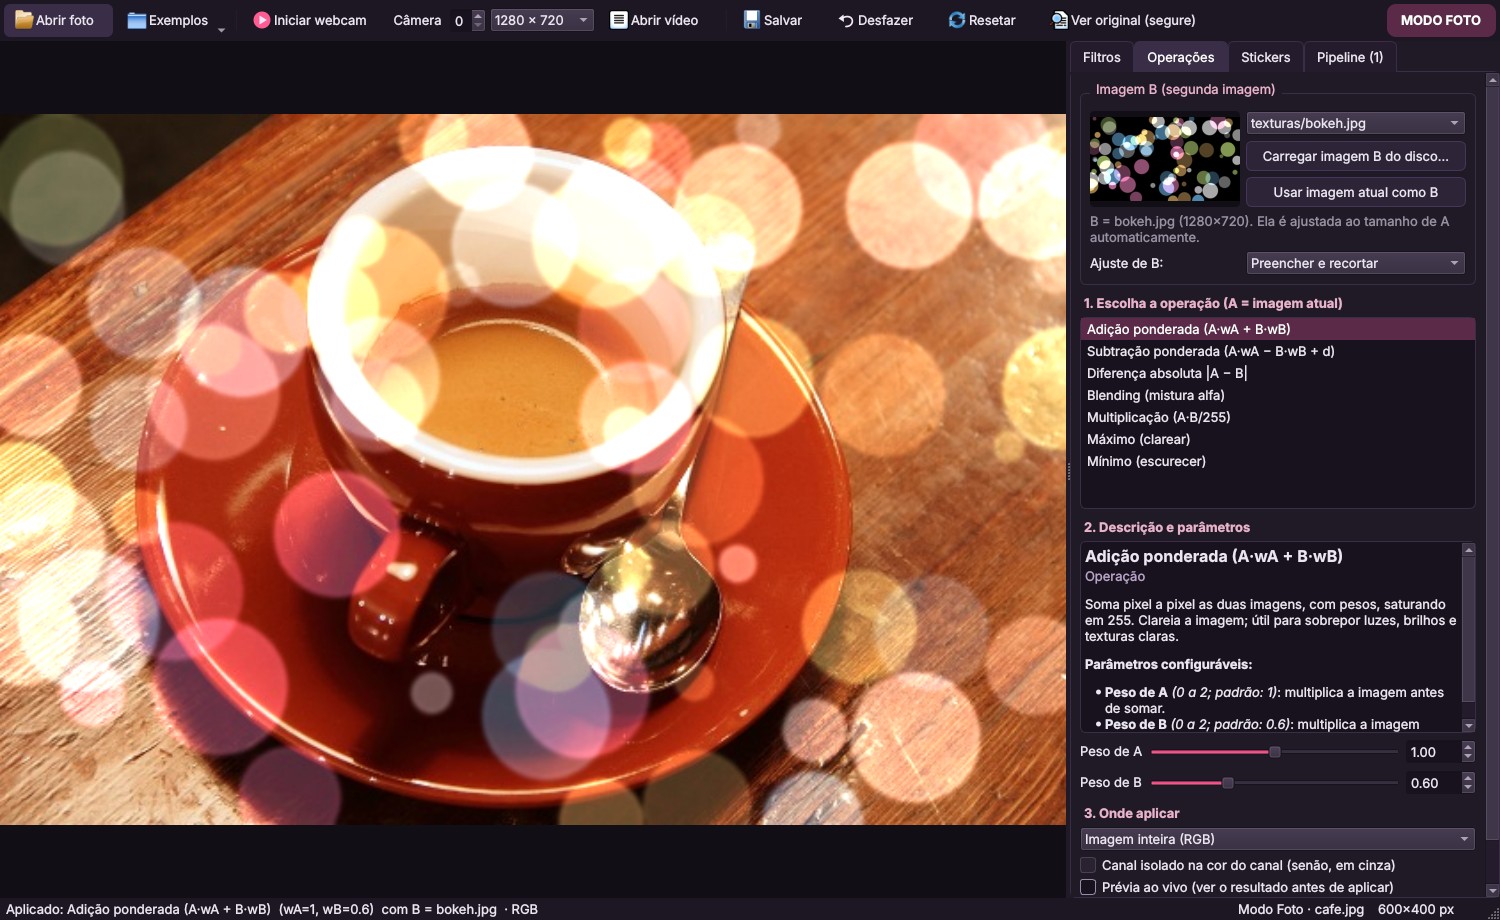 Abrir foto Exemplos Iniciar webcam Câmera 0 1280 × 720 Abrir vídeo Salvar Desfazer Resetar Ver original (segure) MODO FOTO
Filtros Operações Stickers Pipeline (1)
Imagem B (segunda imagem)
texturas/bokeh.jpg
Carregar imagem B do disco...
Usar imagem atual como B
B = bokeh.jpg (1280×720). Ela é ajustada ao tamanho de A
automaticamente.
Ajuste de B: Preencher e recortar
1. Escolha a operação (A = imagem atual)
Adição ponderada (A·wA + B·wB)
Subtração ponderada (A·wA − B·wB + d)
Diferença absoluta |A − B|
Blending (mistura alfa)
Multiplicação (A·B/255)
Máximo (clarear)
Mínimo (escurecer)
2. Descrição e parâmetros
Adição ponderada (A·wA + B·wB)
Operação
Soma pixel a pixel as duas imagens, com pesos, saturando
em 255. Clareia a imagem; útil para sobrepor luzes, brilhos e
texturas claras.
Parâmetros configuráveis:
• Peso de A (0 a 2; padrão: 1): multiplica a imagem antes
de somar.
• Peso de B (0 a 2; padrão: 0.6): multiplica a imagem
Peso de A 1.00
Peso de B 0.60
3. Onde aplicar
Imagem inteira (RGB)
Canal isolado na cor do canal (senão, em cinza)
Prévia ao vivo (ver o resultado antes de aplicar)
Aplicado: Adição ponderada (A·wA + B·wB) (wA=1, wB=0.6) com B = bokeh.jpg · RGB Modo Foto · cafe.jpg 600×400 px